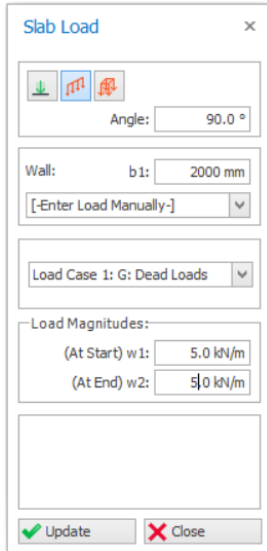 Slab Load ×
Angle: 90.0 °
Wall: b1: 2000 mm
[-Enter Load Manually-]
Load Case 1: G: Dead Loads
Load Magnitudes:
(At Start) w1: 5.0 kN/m
(At End) w2: 5.0 kN/m
Update Close